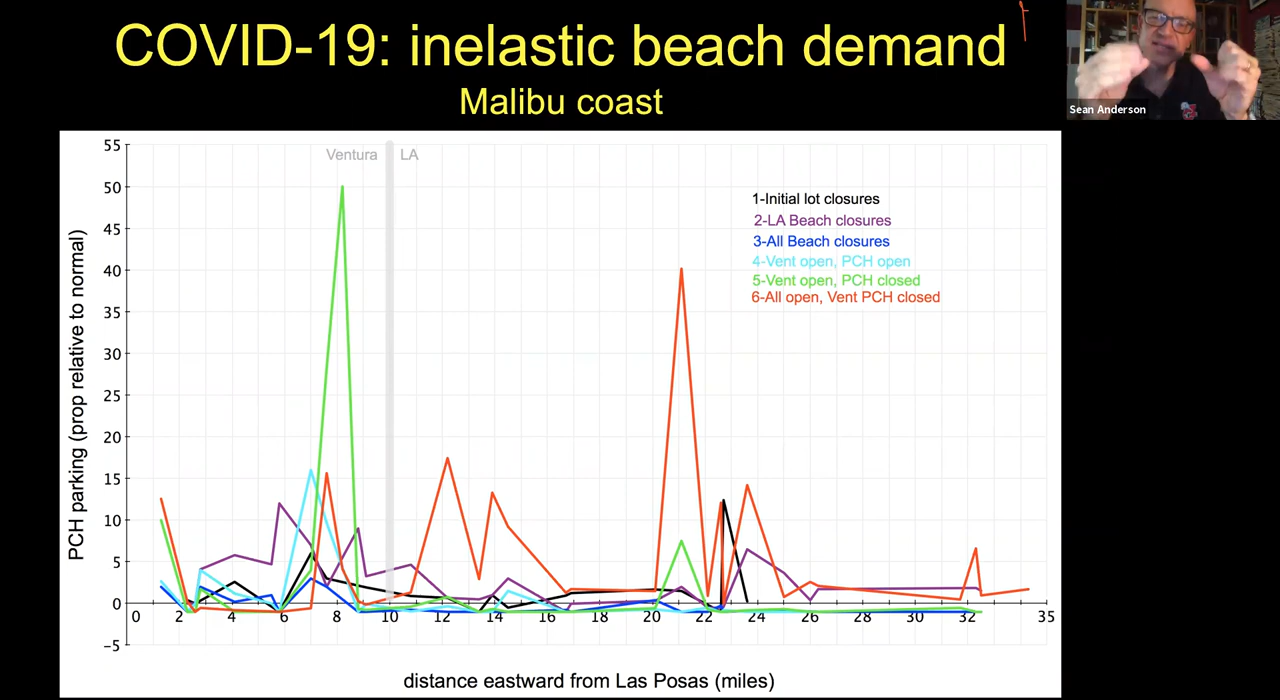 COVID-19: inelastic beach demand
Malibu coast
Sean Anderson
Ventura LA
1-Initial lot closures
2-LA Beach closures
3-All Beach closures
4-Vent open, PCH open
5-Vent open, PCH closed
6-All open, Vent PCH closed
PCH parking (prop relative to normal)
55
50
45
40
35
30
25
20
15
10
5
0
−5
0 2 4 6 8 10 12 14 16 18 20 22 24 26 28 30 32 35
distance eastward from Las Posas (miles)